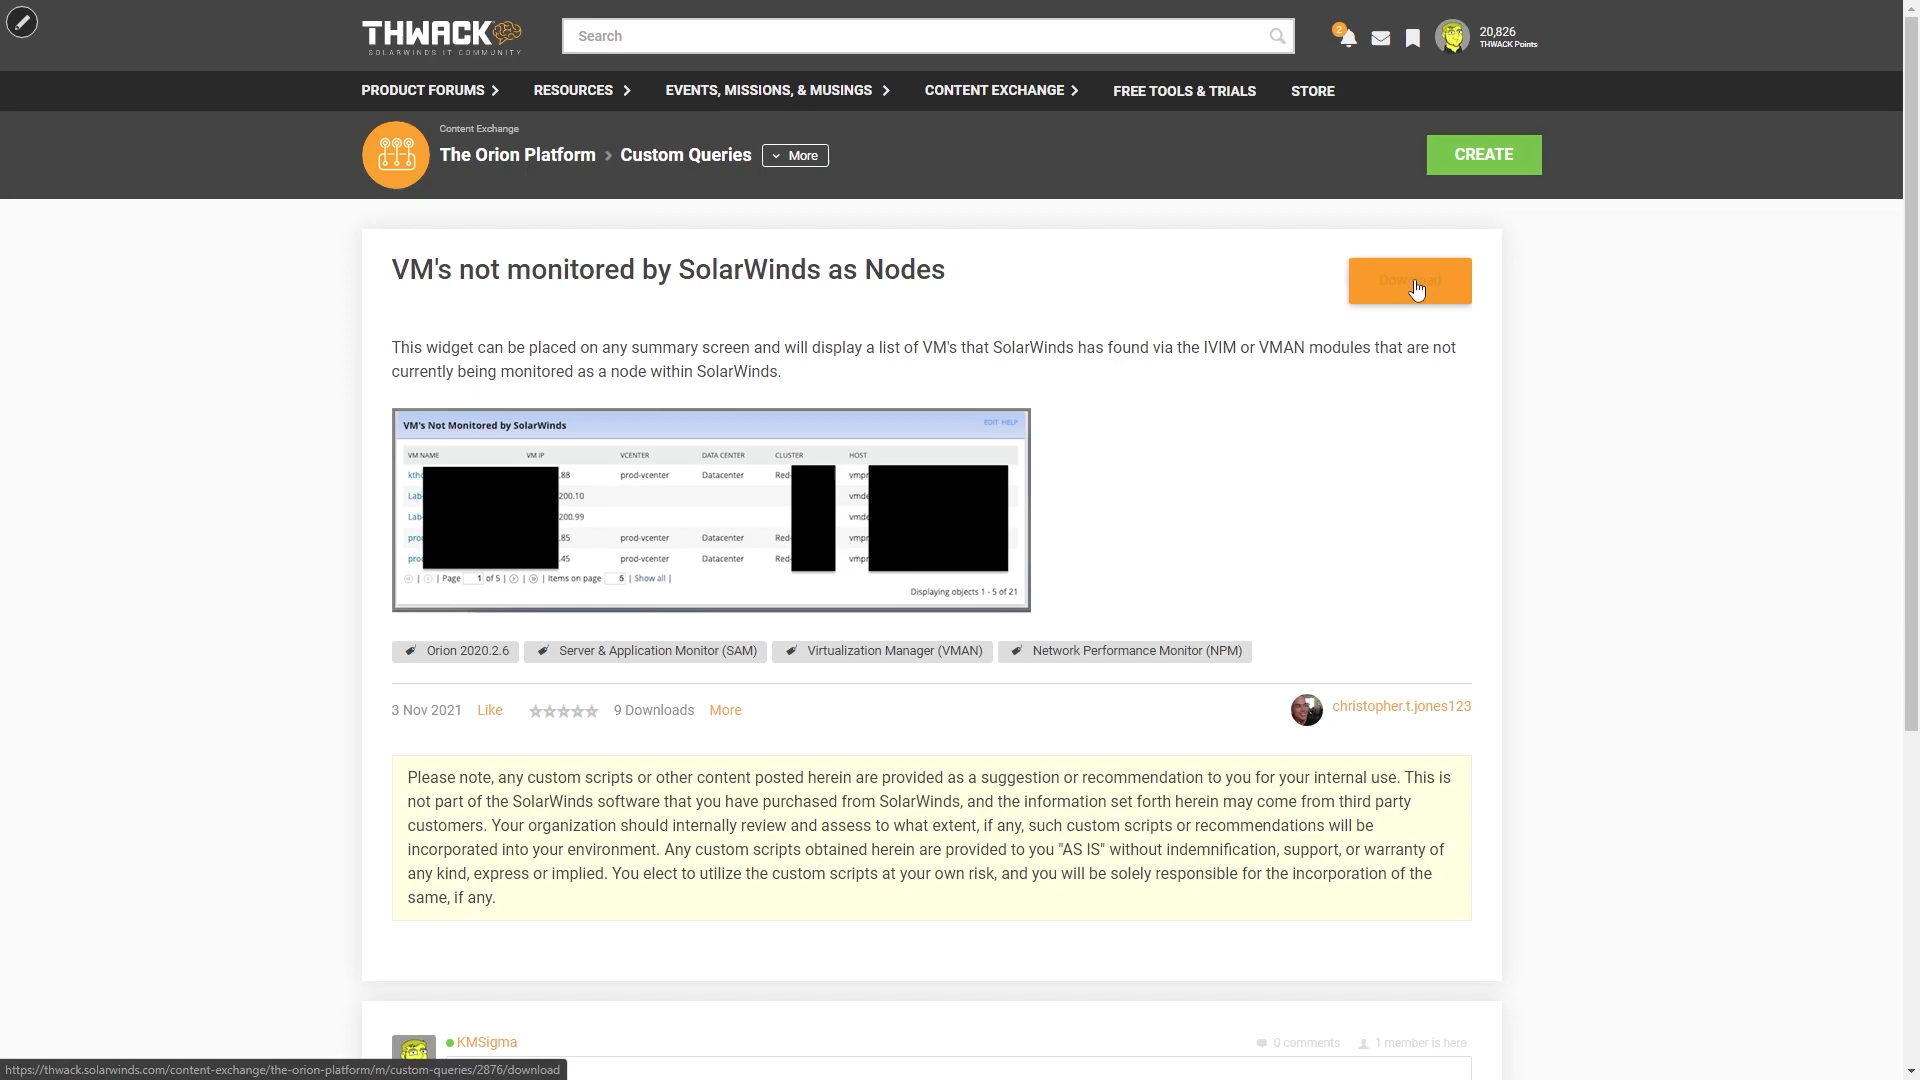 THWACK
SOLARWINDS IT COMMUNITY
Search
2
20,826
THWACK Points
PRODUCT FORUMS
RESOURCES
EVENTS, MISSIONS, & MUSINGS
CONTENT EXCHANGE
FREE TOOLS & TRIALS
STORE
Content Exchange
The Orion Platform > Custom Queries
More
CREATE
VM's not monitored by SolarWinds as Nodes
This widget can be placed on any summary screen and will display a list of VM's that SolarWinds has found via the IVIM or VMAN modules that are not
currently being monitored as a node within SolarWinds.
VM's Not Monitored by SolarWinds
EDIT HELP
VM NAME VM IP VCENTER DATA CENTER CLUSTER HOST
.88 prod-vcenter Datacenter Red-
Lab- 200.10
Lab- 200.99
.85 prod-vcenter Datacenter Red-
.45 prod-vcenter Datacenter Red-
| | Page 1 of 5 | | | Items on page 5 | Show all |
Displaying objects 1 - 5 of 21
Orion 2020.2.6
Server & Application Monitor (SAM)
Virtualization Manager (VMAN)
Network Performance Monitor (NPM)
3 Nov 2021 Like 9 Downloads More
christopher.t.jones123
Please note, any custom scripts or other content posted herein are provided as a suggestion or recommendation to you for your internal use. This is
not part of the SolarWinds software that you have purchased from SolarWinds, and the information set forth herein may come from third party
customers. Your organization should internally review and assess to what extent, if any, such custom scripts or recommendations will be
incorporated into your environment. Any custom scripts obtained herein are provided to you "AS IS" without indemnification, support, or warranty of
any kind, express or implied. You elect to utilize the custom scripts at your own risk, and you will be solely responsible for the incorporation of the
same, if any.
KMSigma
0 comments
1 member is here
https://thwack.solarwinds.com/content-exchange/the-orion-platform/m/custom-queries/2876/download